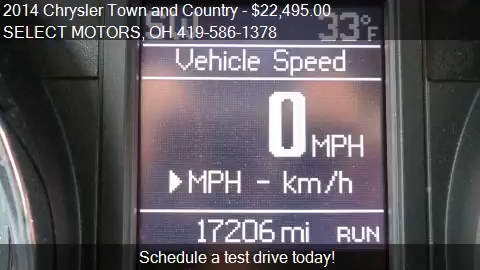 2014 Chrysler Town and Country - $22,495.00
SELECT MOTORS, OH 419-586-1378
33°F
Vehicle Speed
0 MPH
▶MPH - km/h
17206 mi RUN
Schedule a test drive today!